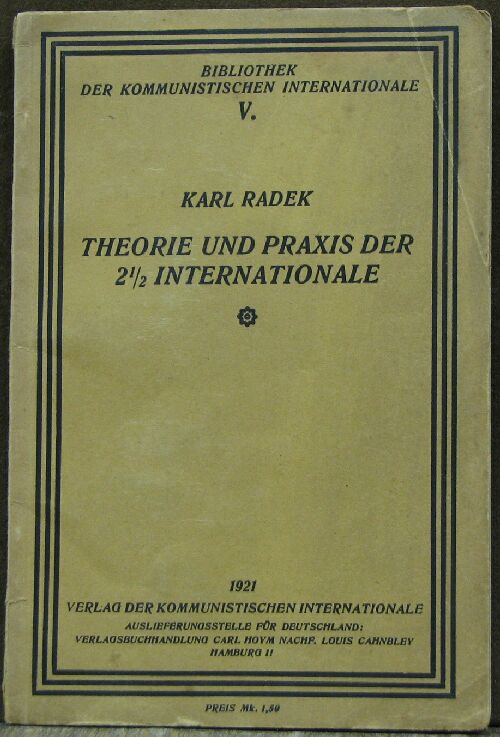 BIBLIOTHEK
DER KOMMUNISTISCHEN INTERNATIONALE
V.
KARL RADEK
THEORIE UND PRAXIS DER
2½ INTERNATIONALE
1921
VERLAG DER KOMMUNISTISCHEN INTERNATIONALE
AUSLIEFERUNGSSTELLE FÜR DEUTSCHLAND:
VERLAGSBUCHHANDLUNG CARL HOYM NACHF. LOUIS CAHNBLEY
HAMBURG 11
PREIS Mk. 1,50